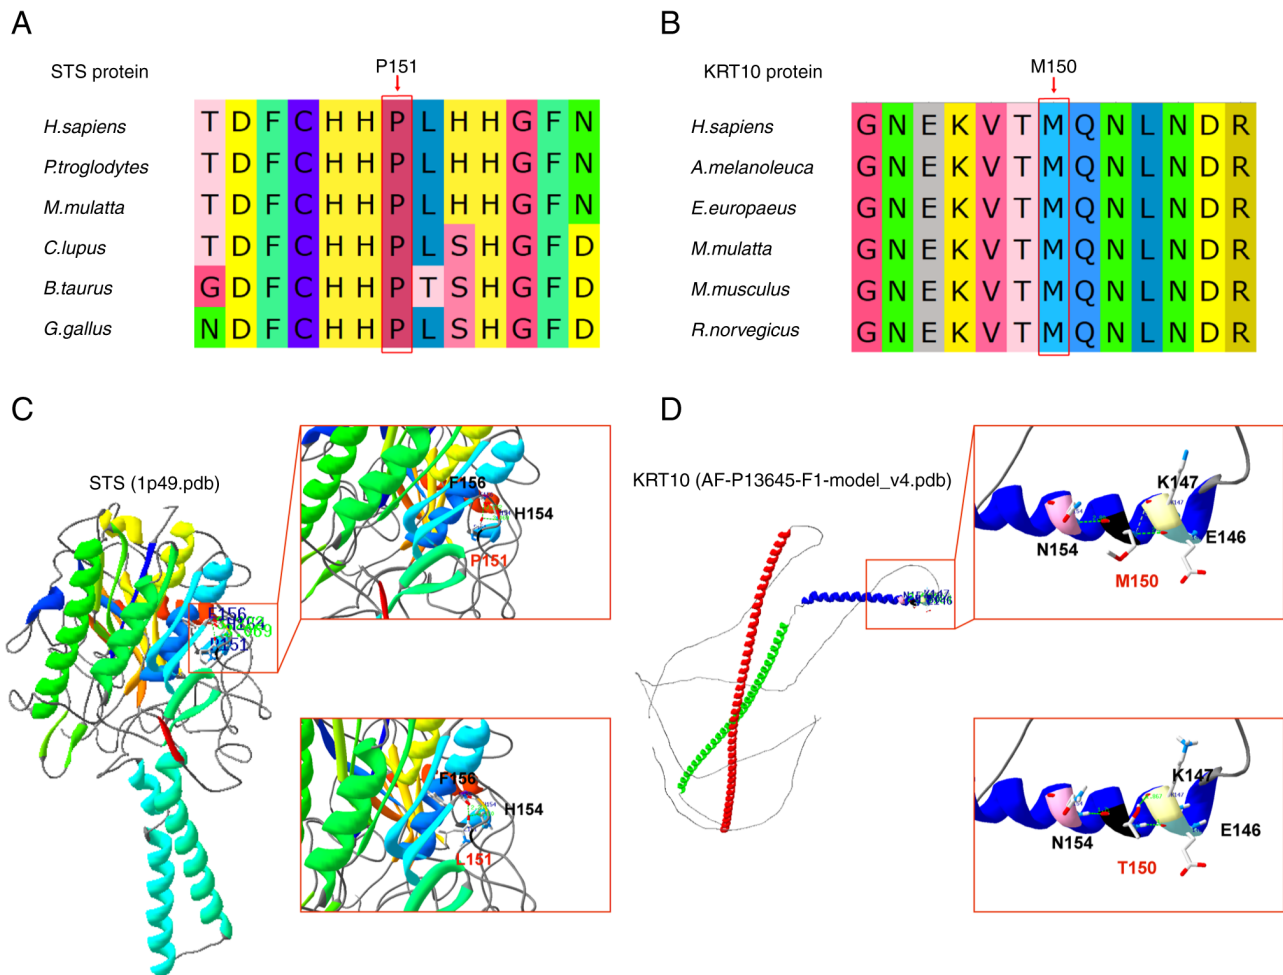 A
STS protein
P151
H.sapiens T D F C H H P L H H G F N
P.troglodytes T D F C H H P L H H G F N
M.mulatta T D F C H H P L H H G F N
C.lupus T D F C H H P L S H G F D
B.taurus G D F C H H P T S H G F D
G.gallus N D F C H H P L S H G F D
B
KRT10 protein
M150
H.sapiens G N E K V T M Q N L N D R
A.melanoleuca G N E K V T M Q N L N D R
E.europaeus G N E K V T M Q N L N D R
M.mulatta G N E K V T M Q N L N D R
M.musculus G N E K V T M Q N L N D R
R.norvegicus G N E K V T M Q N L N D R
C
STS (1p49.pdb)
F156
H154
P151
F156
H154
P151
F156
H154
L151
D
KRT10 (AF-P13645-F1-model_v4.pdb)
K147
N154
E146
M150
K147
N154
E146
T150